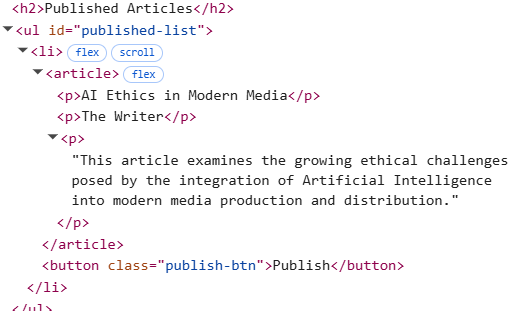 <h2>Published Articles</h2>
<ul id="published-list">
<li> flex scroll
<article> flex
<p>AI Ethics in Modern Media</p>
<p>The Writer</p>
<p>
"This article examines the growing ethical challenges
posed by the integration of Artificial Intelligence
into modern media production and distribution."
</p>
</article>
<button class="publish-btn">Publish</button>
</li>
</ul>